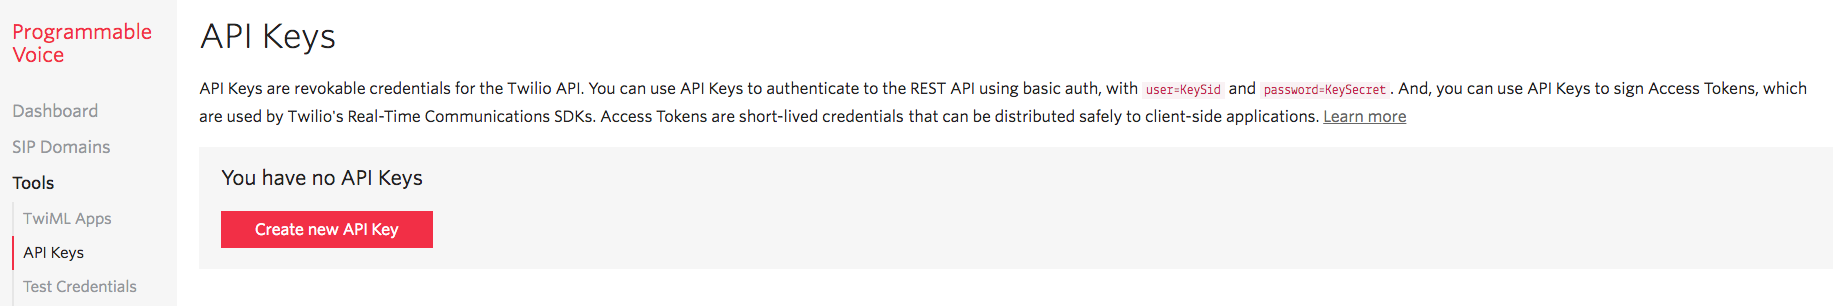 Programmable
Voice
Dashboard
SIP Domains
Tools
TwiML Apps
API Keys
Test Credentials
API Keys
API Keys are revokable credentials for the Twilio API. You can use API Keys to authenticate to the REST API using basic auth, with user=KeySid and password=KeySecret. And, you can use API Keys to sign Access Tokens, which
are used by Twilio's Real-Time Communications SDKs. Access Tokens are short-lived credentials that can be distributed safely to client-side applications. Learn more
You have no API Keys
Create new API Key